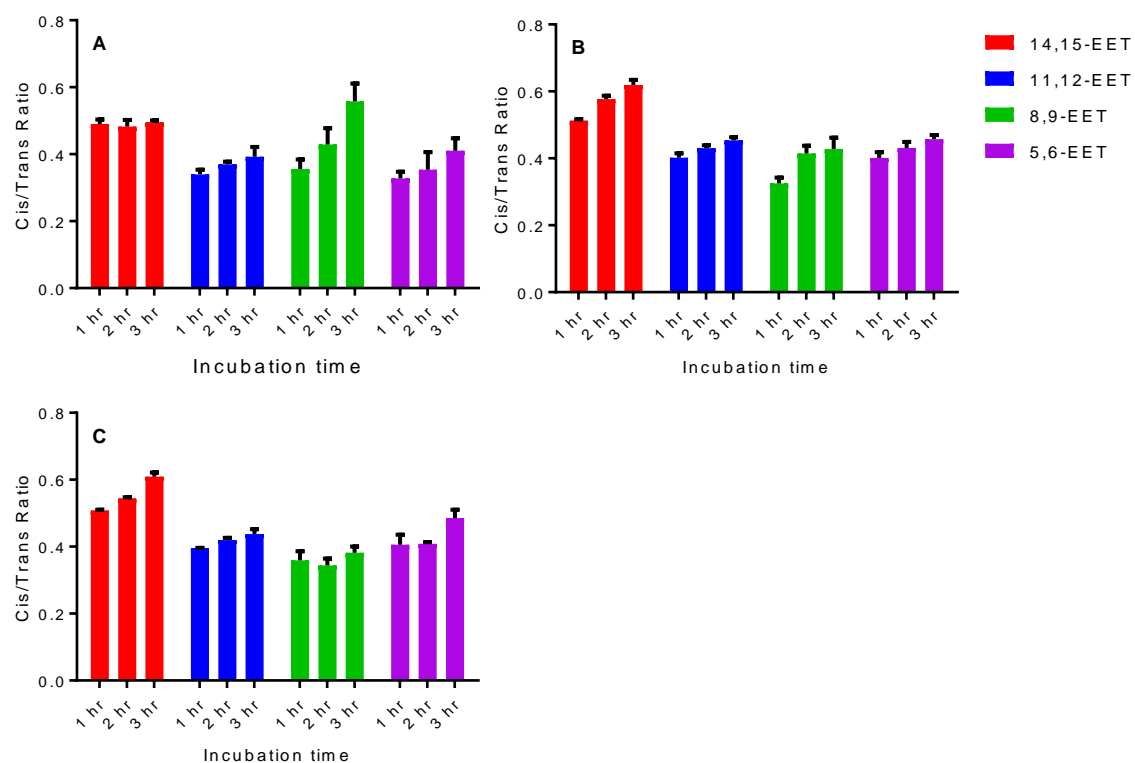 A
Cis/Trans Ratio
0.8
0.6
0.4
0.2
0.0
1 hr 2 hr 3 hr 1 hr 2 hr 3 hr 1 hr 2 hr 3 hr 1 hr 2 hr 3 hr
Incubation time
B
Cis/Trans Ratio
0.8
0.6
0.4
0.2
0.0
1 hr 2 hr 3 hr 1 hr 2 hr 3 hr 1 hr 2 hr 3 hr 1 hr 2 hr 3 hr
Incubation time
14,15-EET
11,12-EET
8,9-EET
5,6-EET
C
Cis/Trans Ratio
0.8
0.6
0.4
0.2
0.0
1 hr 2 hr 3 hr 1 hr 2 hr 3 hr 1 hr 2 hr 3 hr 1 hr 2 hr 3 hr
Incubation time